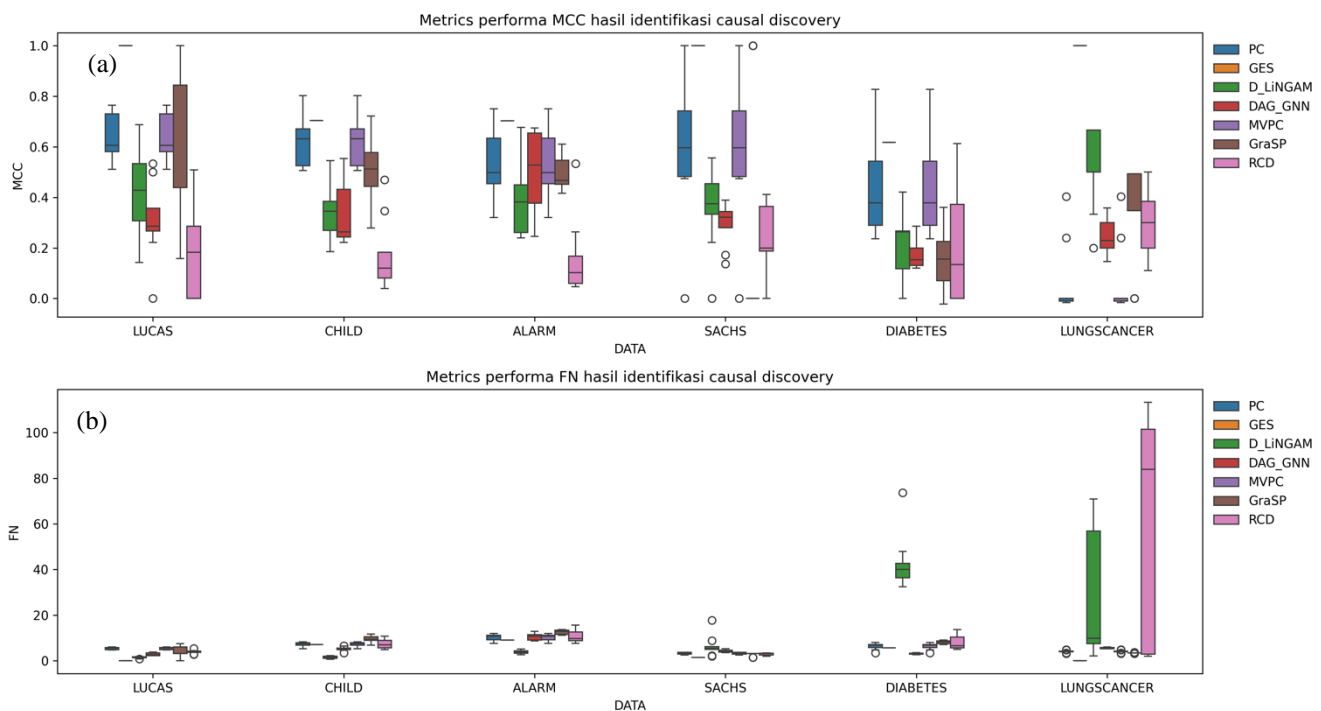 Metrics performa MCC hasil identifikasi causal discovery
(a)
1.0
0.8
0.6
0.4
0.2
0.0
MCC
LUCAS CHILD ALARM SACHS DIABETES LUNGSCANCER
DATA
PC
GES
D_LiNGAM
DAG_GNN
MVPC
GraSP
RCD
Metrics performa FN hasil identifikasi causal discovery
(b)
100
80
60
40
20
0
FN
LUCAS CHILD ALARM SACHS DIABETES LUNGSCANCER
DATA
PC
GES
D_LiNGAM
DAG_GNN
MVPC
GraSP
RCD